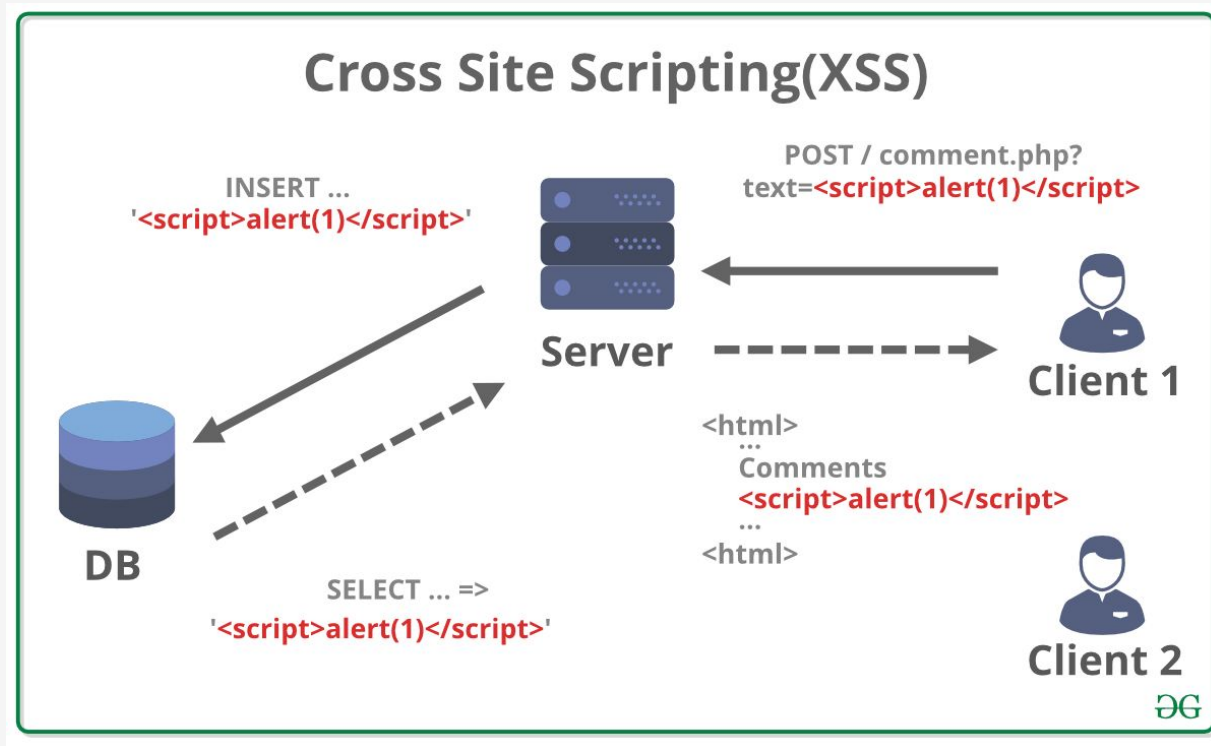 Cross Site Scripting(XSS)
INSERT ...
'<script>alert(1)</script>'
POST / comment.php?
text=<script>alert(1)</script>
Server
Client 1
DB
<html>
...
Comments
<script>alert(1)</script>
...
<html>
SELECT ... =>
'<script>alert(1)</script>'
Client 2